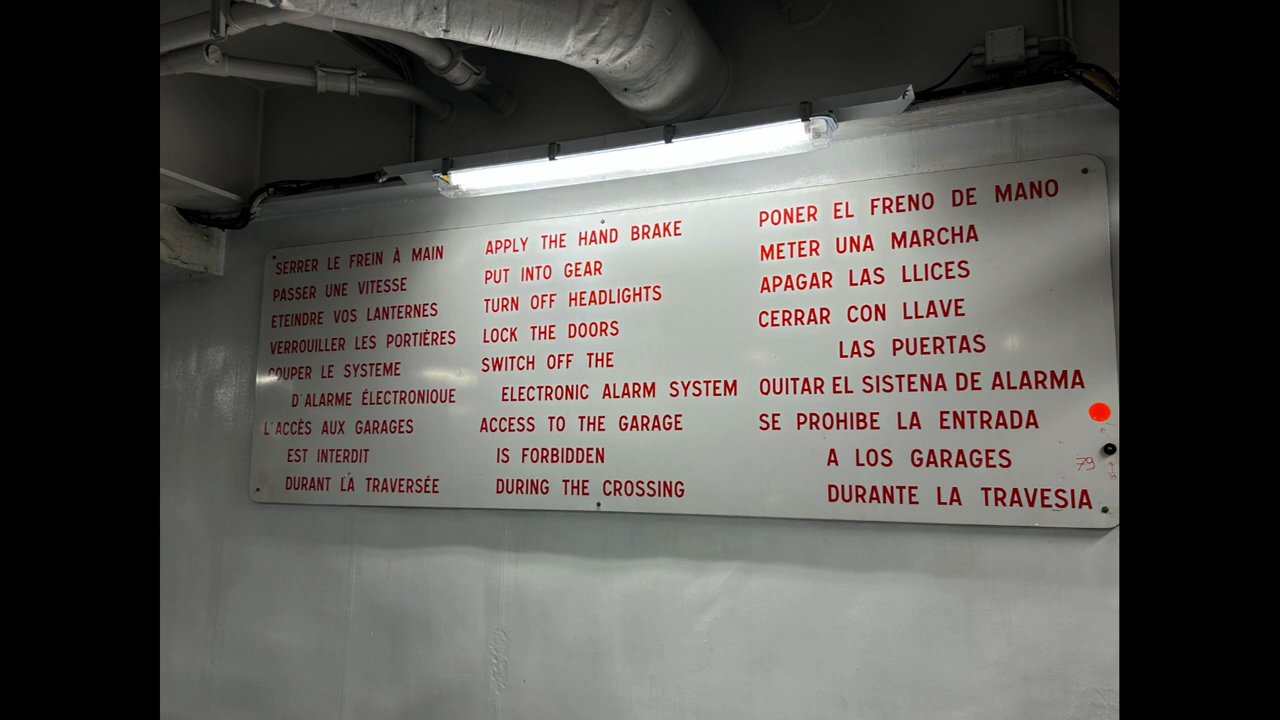 SERRER LE FREIN À MAIN
PASSER UNE VITESSE
ETEINDRE VOS LANTERNES
VERROUILLER LES PORTIÈRES
COUPER LE SYSTEME
D'ALARME ÉLECTRONIOUE
L'ACCÈS AUX GARAGES
EST INTERDIT
DURANT LÀ TRAVERSÉE
APPLY THE HAND BRAKE
PUT INTO GEAR
TURN OFF HEADLIGHTS
LOCK THE DOORS
SWITCH OFF THE
ELECTRONIC ALARM SYSTEM
ACCESS TO THE GARAGE
IS FORBIDDEN
DURING THE CROSSING
PONER EL FRENO DE MANO
METER UNA MARCHA
APAGAR LAS LLICES
CERRAR CON LLAVE
LAS PUERTAS
OUITAR EL SISTENA DE ALARMA
SE PROHIBE LA ENTRADA
A LOS GARAGES
DURANTE LA TRAVESIA
79